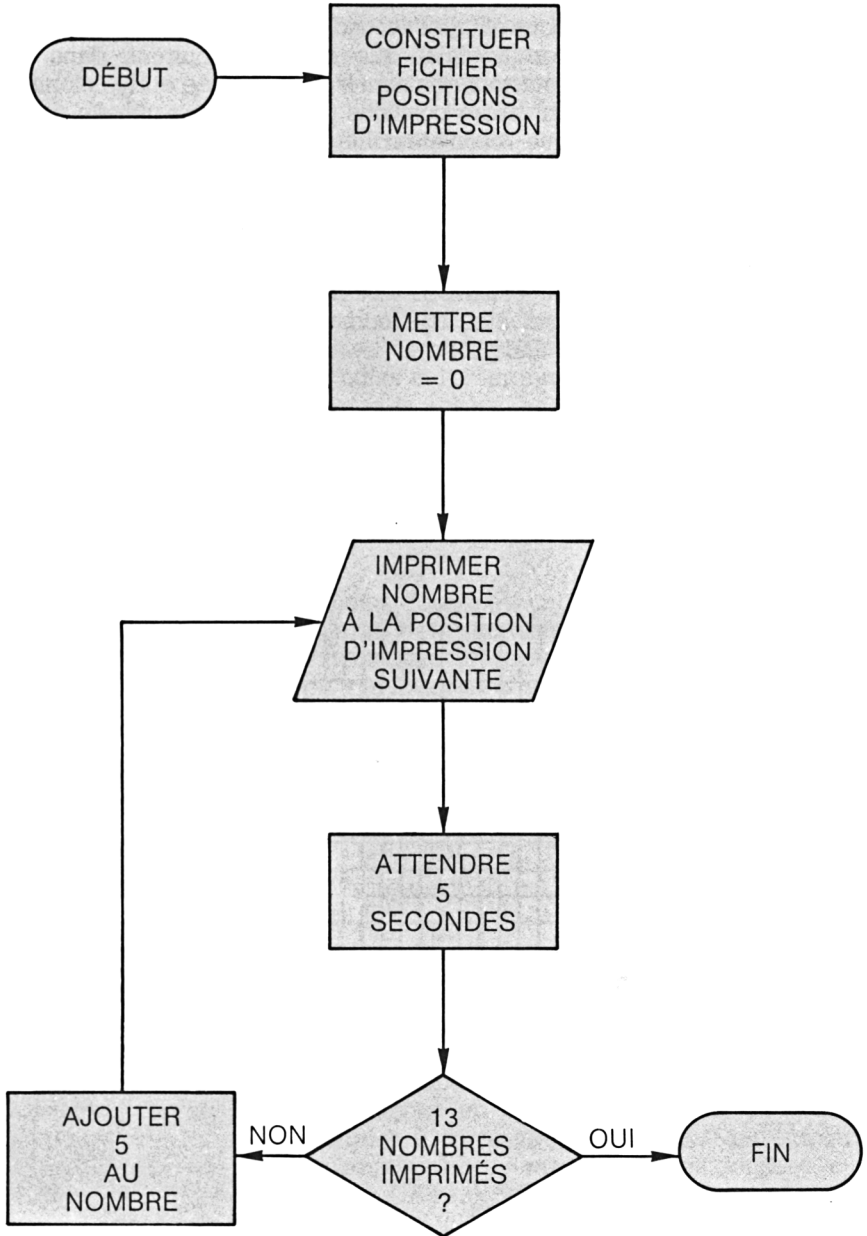 DÉBUT
CONSTITUER
FICHIER
POSITIONS
D'IMPRESSION
METTRE
NOMBRE
= 0
IMPRIMER
NOMBRE
À LA POSITION
D'IMPRESSION
SUIVANTE
ATTENDRE
5
SECONDES
13
NOMBRES
IMPRIMÉS
?
NON
AJOUTER
5
AU
NOMBRE
OUI
FIN